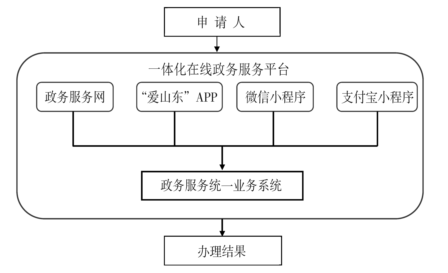 申 请 人
一体化在线政务服务平台
政务服务网
“爱山东”APP
微信小程序
支付宝小程序
政务服务统一业务系统
办理结果